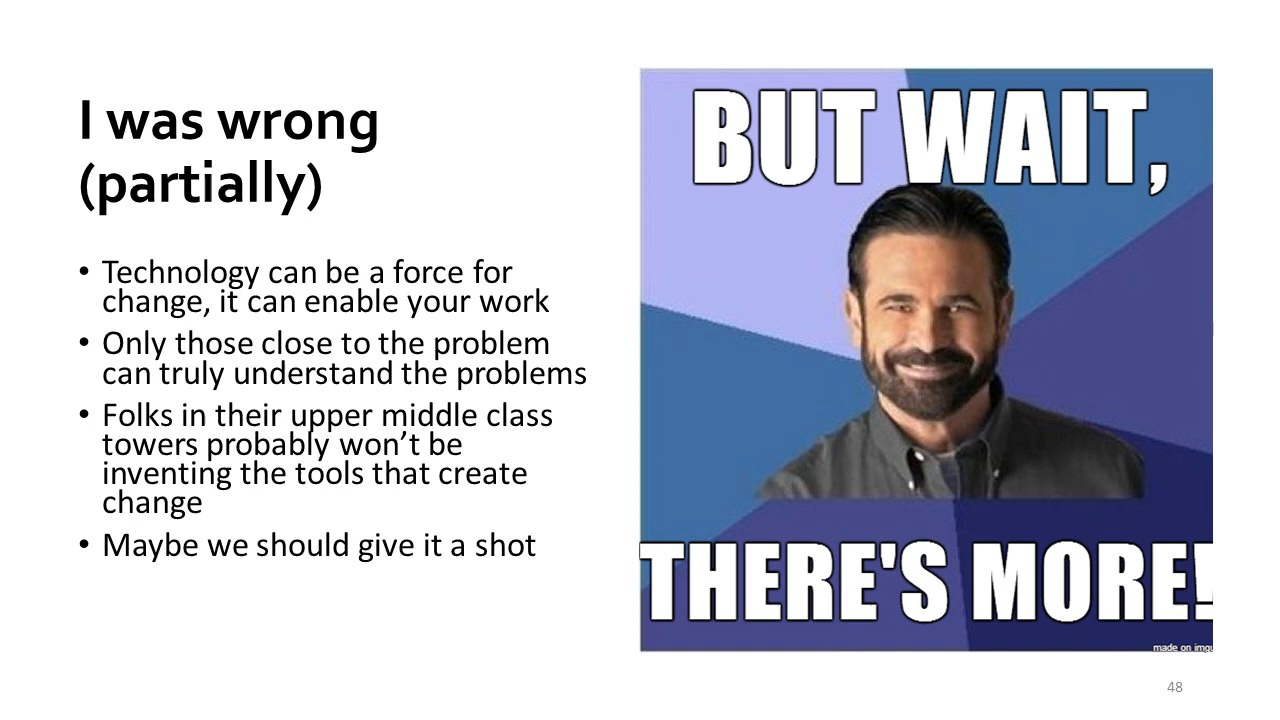 I was wrong
(partially)
• Technology can be a force for
change, it can enable your work
• Only those close to the problem
can truly understand the problems
• Folks in their upper middle class
towers probably won’t be
inventing the tools that create
change
• Maybe we should give it a shot
BUT WAIT,
THERE'S MORE!
made on imgu
48